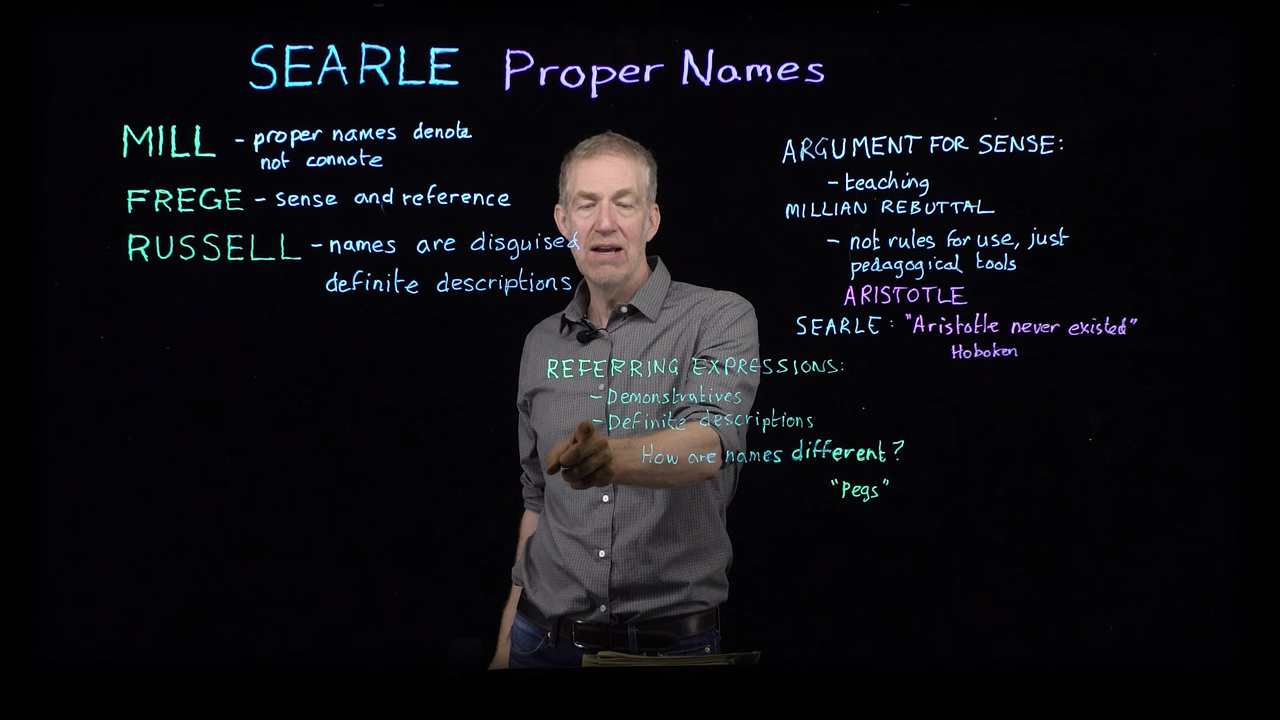 SEARLE Proper Names
MILL - proper names denote
not connote
FREGE - sense and reference
RUSSELL - names are disguised
definite descriptions
ARGUMENT FOR SENSE:
- teaching
MILLIAN REBUTTAL
- not rules for use, just
pedagogical tools
ARISTOTLE
SEARLE: "Aristotle never existed"
Hoboken
REFERRING EXPRESSIONS:
- Demonstratives
- Definite descriptions
How are names different?
"Pegs"